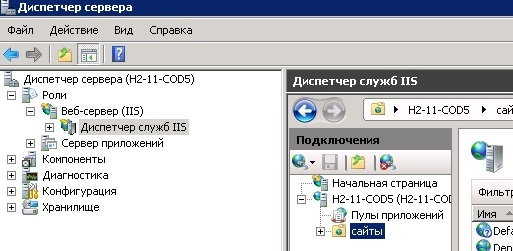 Диспетчер сервера
Файл Действие Вид Справка
Диспетчер сервера (H2-11-COD5)
Роли
Веб-сервер (IIS)
Диспетчер служб IIS
Сервер приложений
Компоненты
Диагностика
Конфигурация
Хранилище
Диспетчер служб IIS
H2-11-COD5 сай
Подключения
Начальная страница
H2-11-COD5 (H2-11-COD
Пулы приложений
сайты
Фильтр
Имя
Defa
Defa